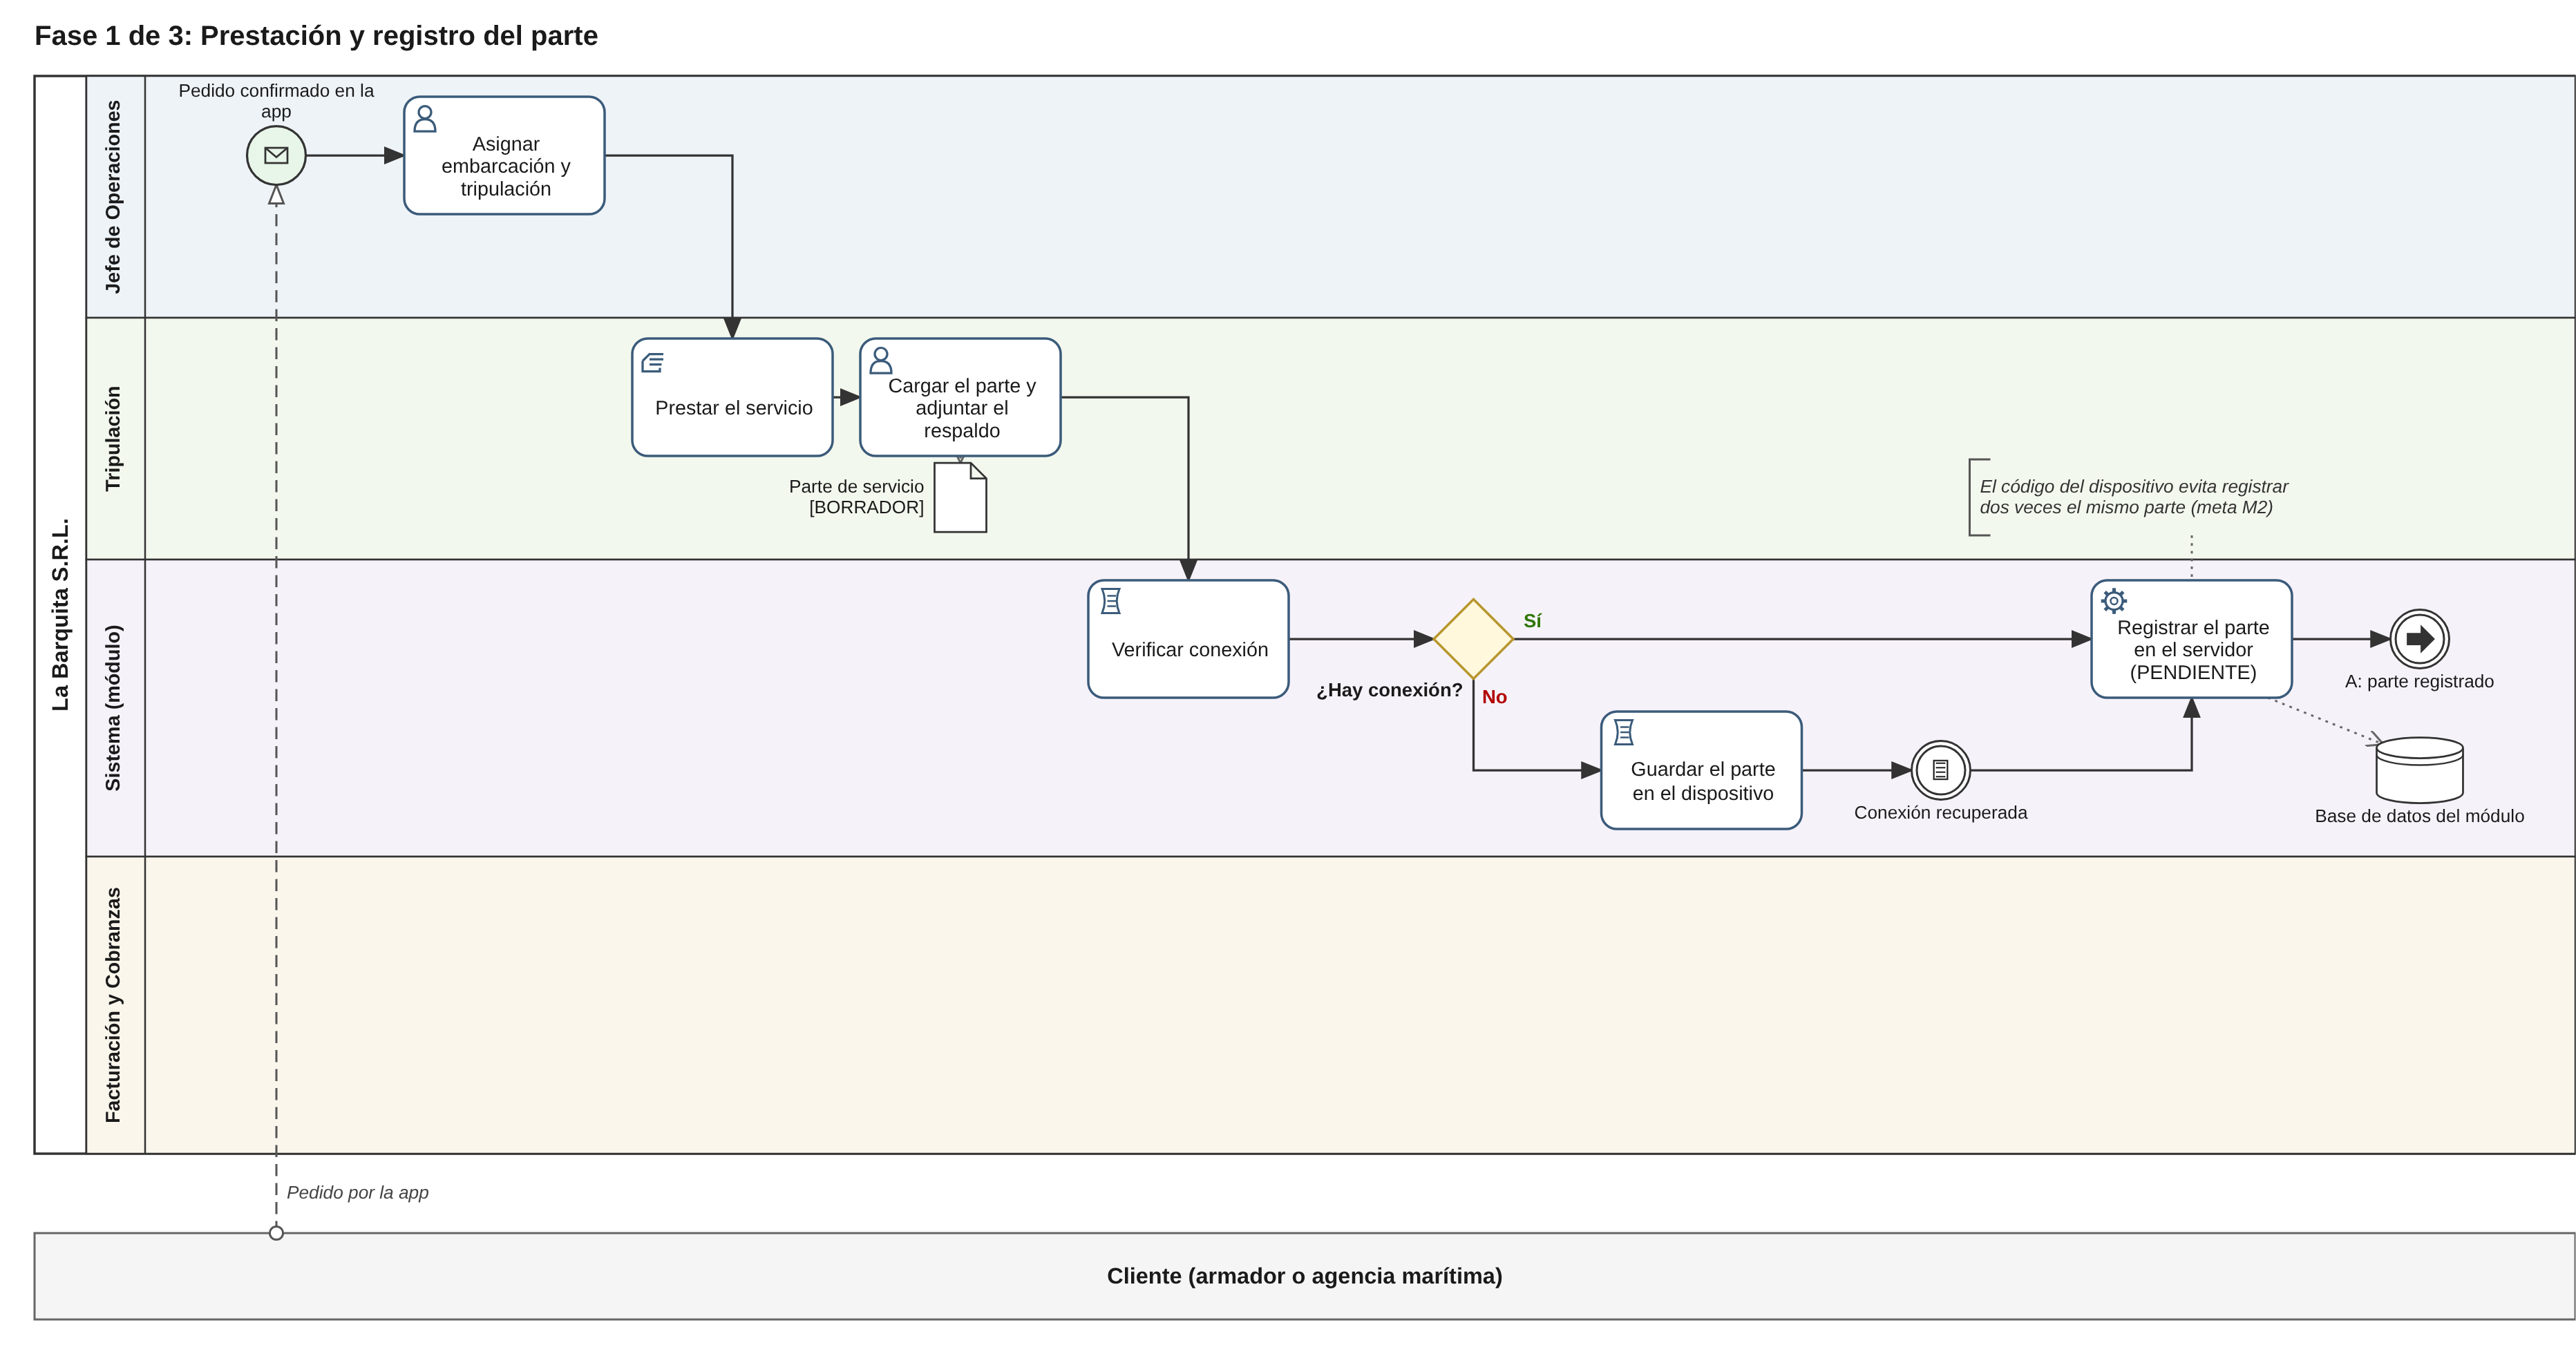 Fase 1 de 3: Prestación y registro del parte
La Barquita S.R.L.
Jefe de Operaciones
Pedido confirmado en la
app
Asignar
embarcación y
tripulación
Tripulación
Prestar el servicio
Cargar el parte y
adjuntar el
respaldo
Parte de servicio
[BORRADOR]
El código del dispositivo evita registrar
dos veces el mismo parte (meta M2)
Sistema (módulo)
Verificar conexión
¿Hay conexión?
Sí
No
Guardar el parte
en el dispositivo
Conexión recuperada
Registrar el parte
en el servidor
(PENDIENTE)
A: parte registrado
Base de datos del módulo
Facturación y Cobranzas
Pedido por la app
Cliente (armador o agencia marítima)